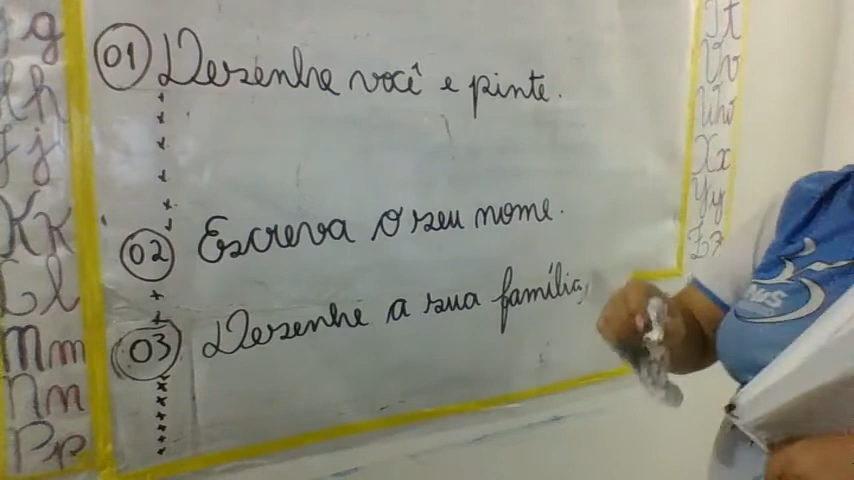 01 Desenhe você e pinte.
02 Escreva o seu nome.
03 Desenhe a sua família,
g
h
J j
K k
L l
M m
N n
P p
T t
U u
V v
X x
Y y
Z z